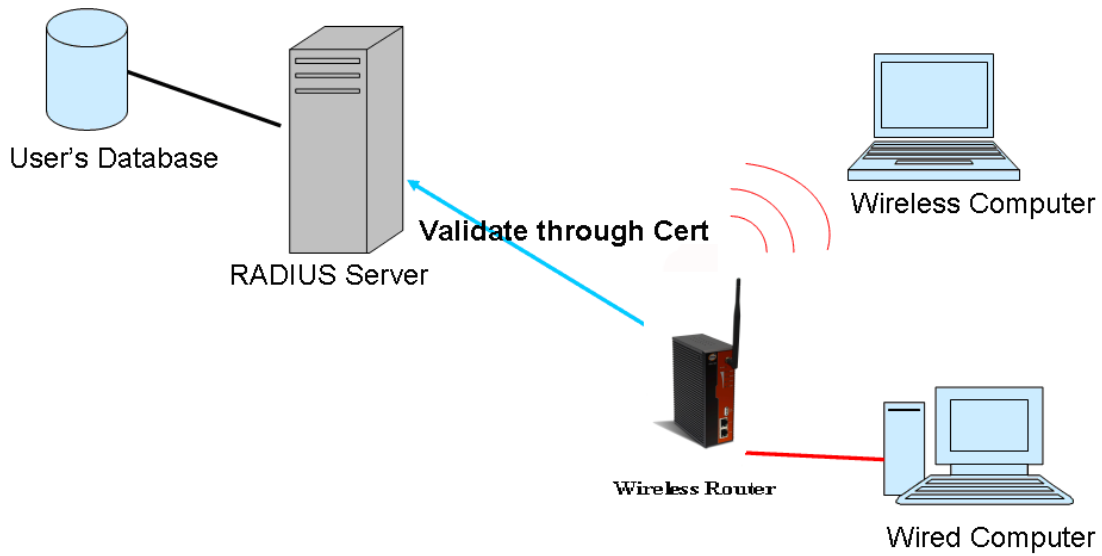 User's Database
RADIUS Server
Validate through Cert
Wireless Computer
Wireless Router
Wired Computer